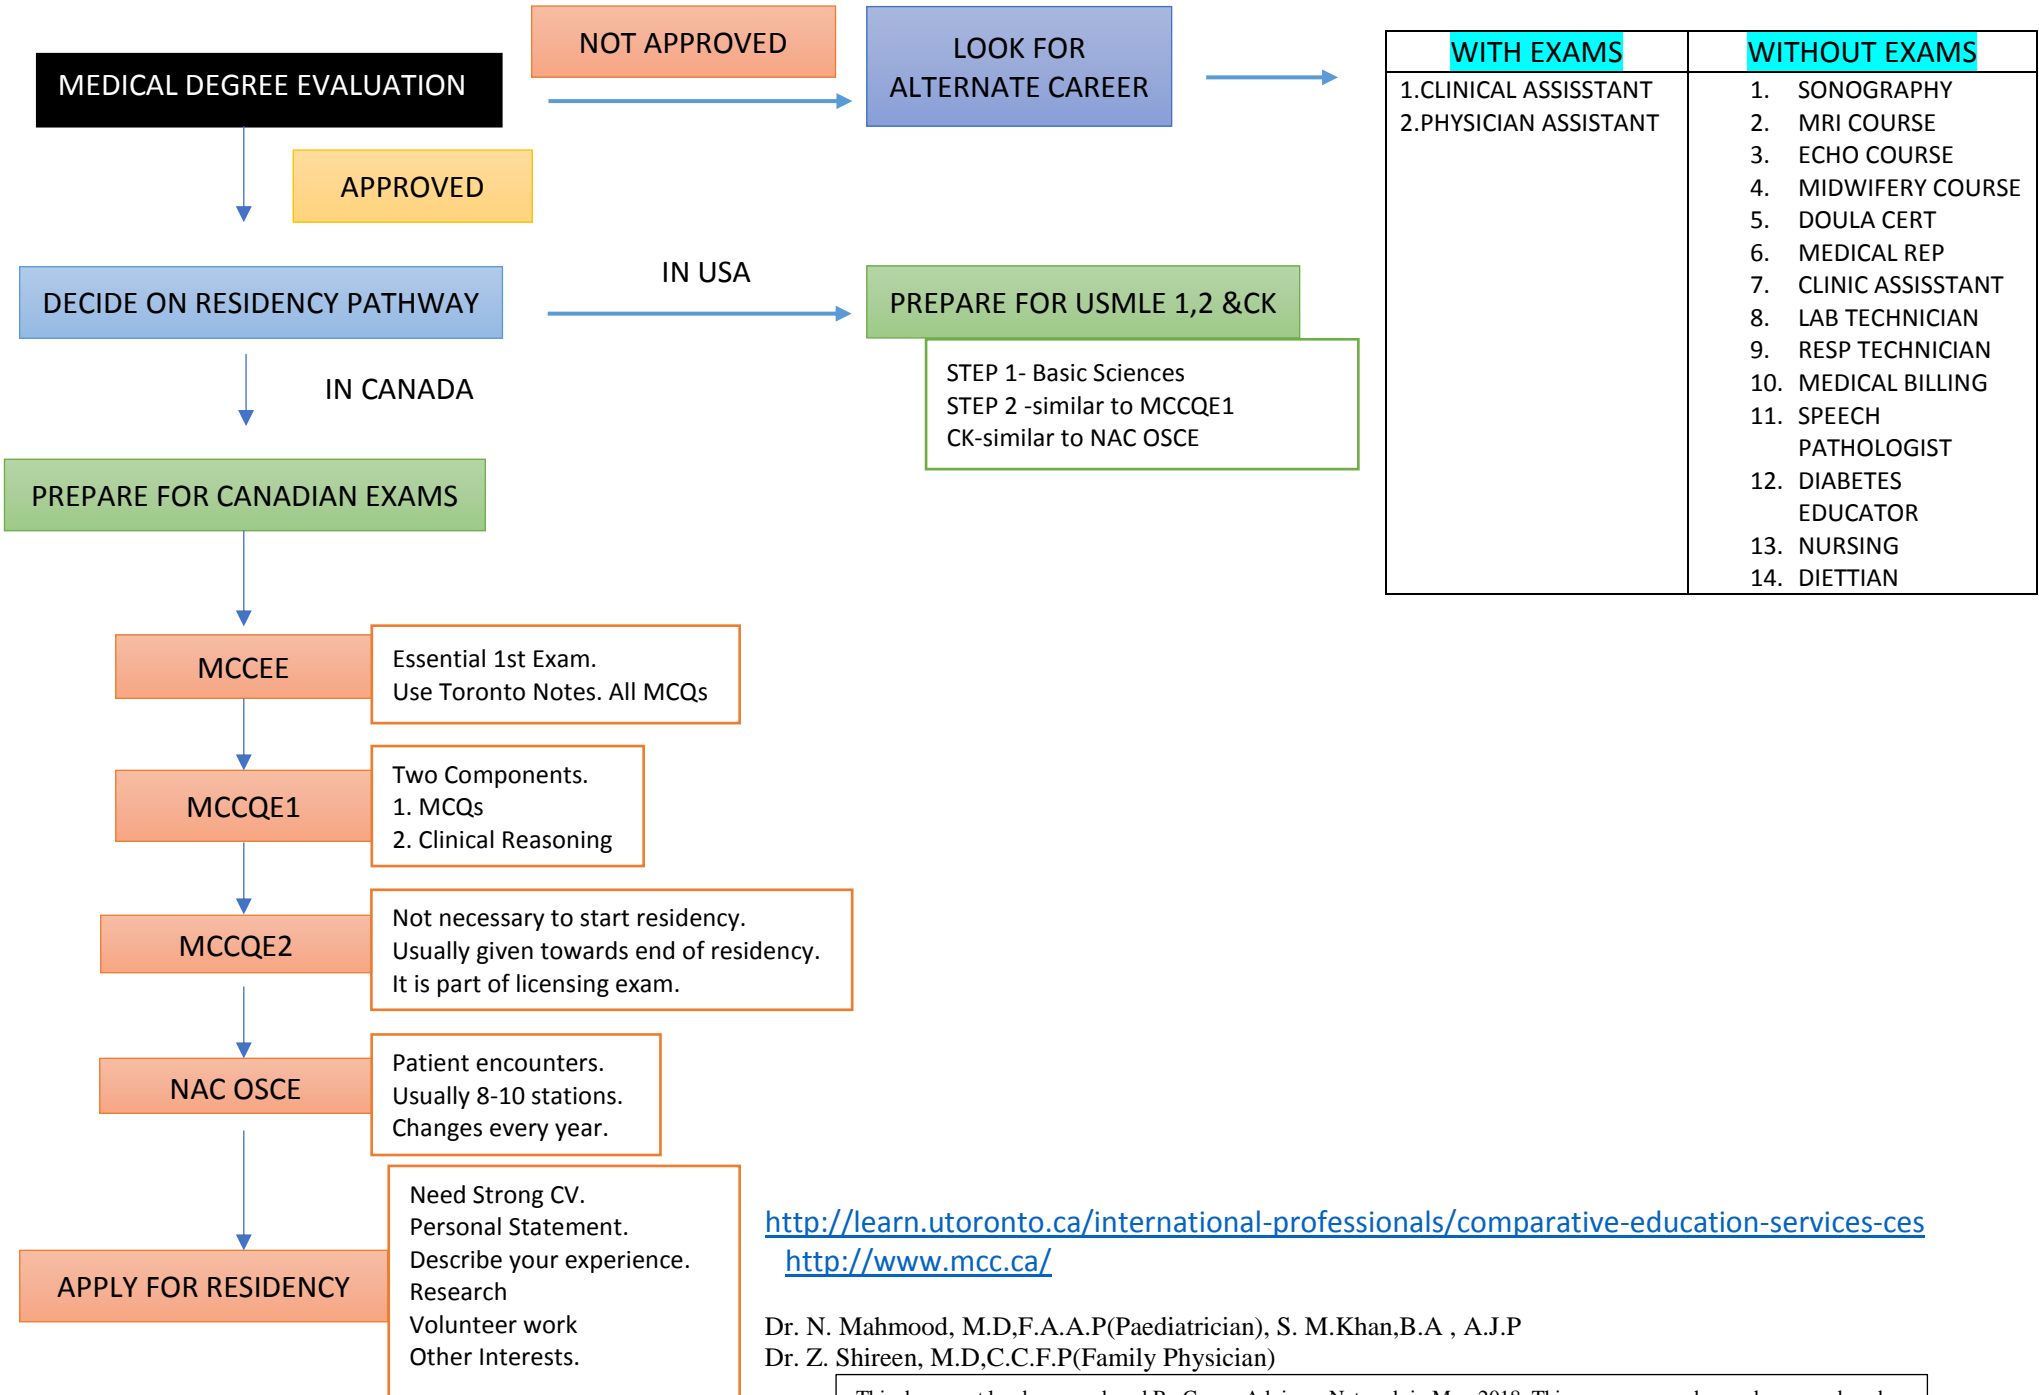 MEDICAL DEGREE EVALUATION
NOT APPROVED
LOOK FOR
ALTERNATE CAREER
WITH EXAMS
1.CLINICAL ASSISSTANT
2.PHYSICIAN ASSISTANT
WITHOUT EXAMS
1. SONOGRAPHY
2. MRI COURSE
3. ECHO COURSE
4. MIDWIFERY COURSE
5. DOULA CERT
6. MEDICAL REP
7. CLINIC ASSISSTANT
8. LAB TECHNICIAN
9. RESP TECHNICIAN
10. MEDICAL BILLING
11. SPEECH
PATHOLOGIST
12. DIABETES
EDUCATOR
13. NURSING
14. DIETTIAN
APPROVED
DECIDE ON RESIDENCY PATHWAY
IN USA
PREPARE FOR USMLE 1,2 &CK
STEP 1- Basic Sciences
STEP 2 -similar to MCCQE1
CK-similar to NAC OSCE
IN CANADA
PREPARE FOR CANADIAN EXAMS
MCCEE
Essential 1st Exam.
Use Toronto Notes. All MCQs
MCCQE1
Two Components.
1. MCQs
2. Clinical Reasoning
MCCQE2
Not necessary to start residency.
Usually given towards end of residency.
It is part of licensing exam.
NAC OSCE
Patient encounters.
Usually 8-10 stations.
Changes every year.
APPLY FOR RESIDENCY
Need Strong CV.
Personal Statement.
Describe your experience.
Research
Volunteer work
Other Interests.
http://learn.utoronto.ca/international-professionals/comparative-education-services-ces
http://www.mcc.ca/
Dr. N. Mahmood, M.D,F.A.A.P(Paediatrician), S. M.Khan,B.A , A.J.P
Dr. Z. Shireen, M.D,C.C.F.P(Family Physician)